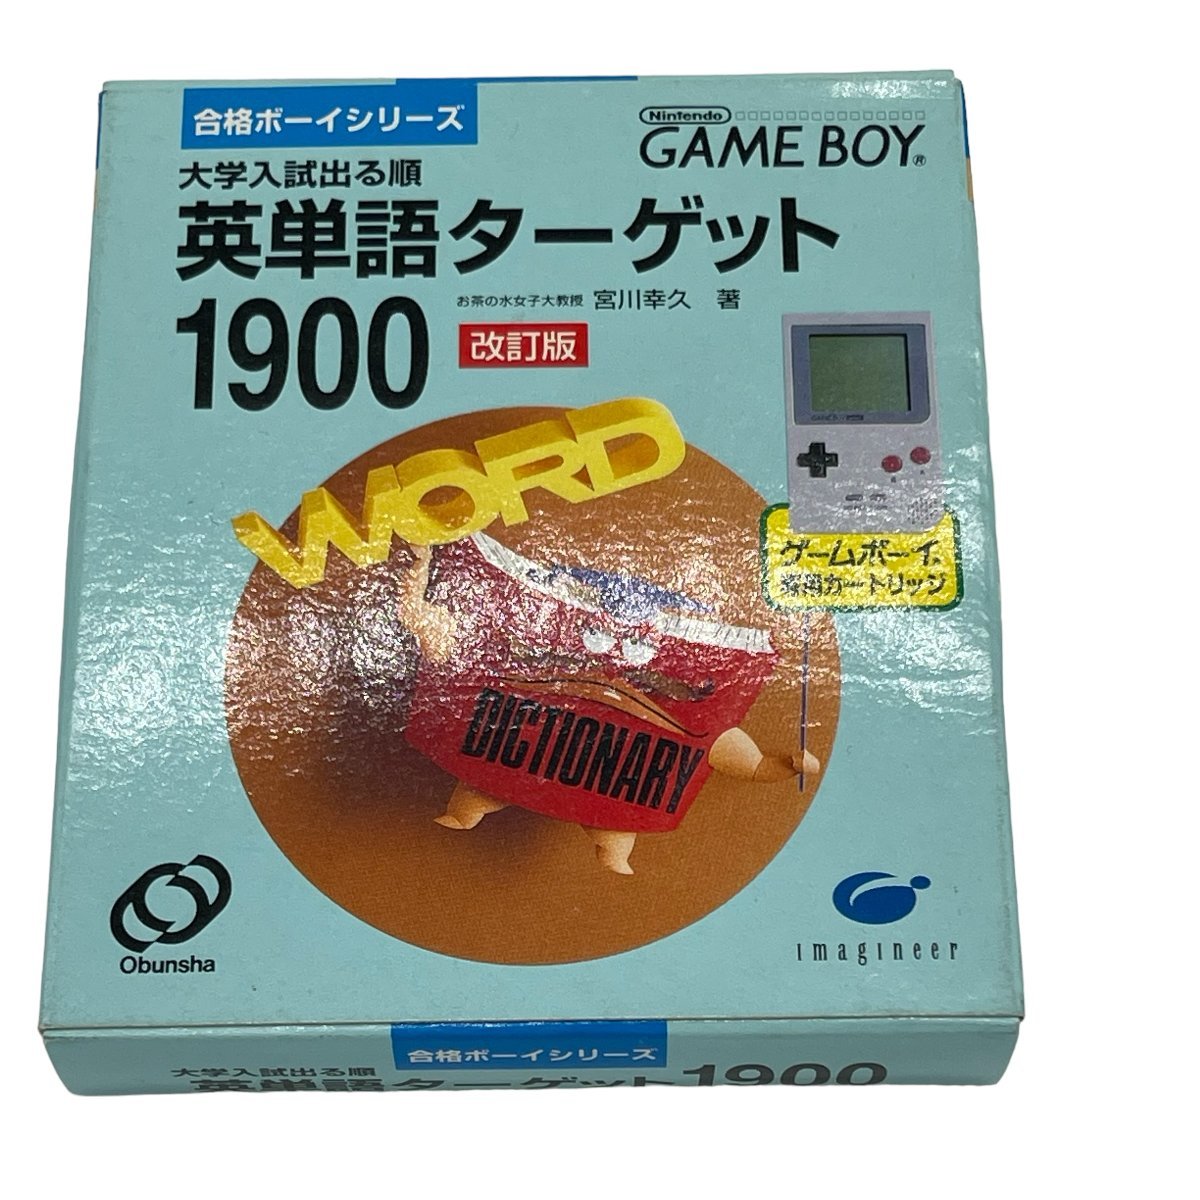 合格ボーイシリーズ
Nintendo
GAME BOY®
大学入試出る順
英単語ターゲット
1900
お茶の水女子大教授 宮川幸久 著
改訂版
WORD
ゲームボーイ
専用カートリッジ
DICTIONARY
Obunsha
imagineer
合格ボーイシリーズ
大学入試出る順
英単語ターゲット1900